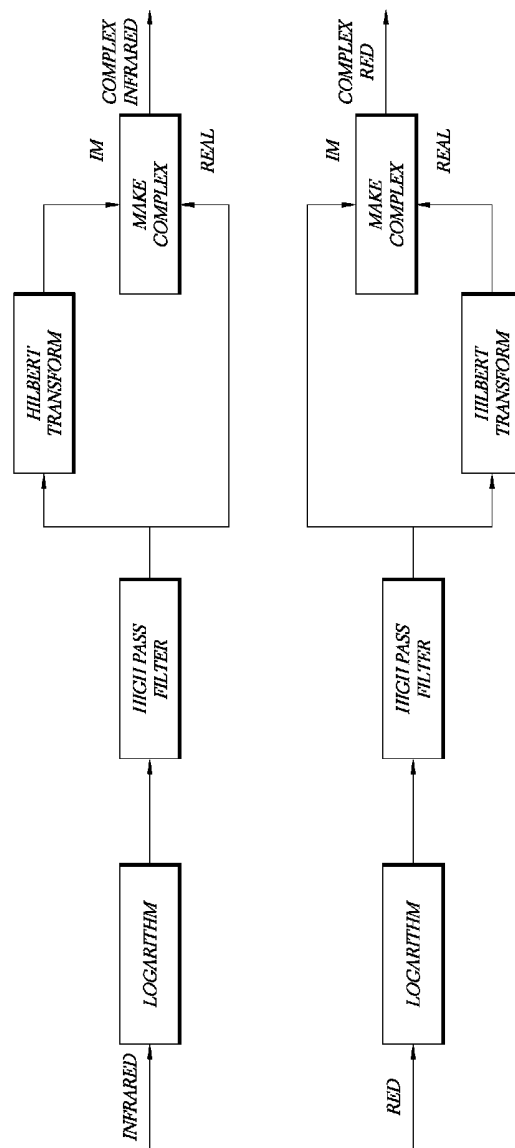 INFRARED
LOGARITHM
HIGH PASS
FILTER
HILBERT
TRANSFORM
IM
MAKE
COMPLEX
REAL
COMPLEX
INFRARED
RED
LOGARITHM
HIGH PASS
FILTER
HILBERT
TRANSFORM
IM
MAKE
COMPLEX
REAL
COMPLEX
RED